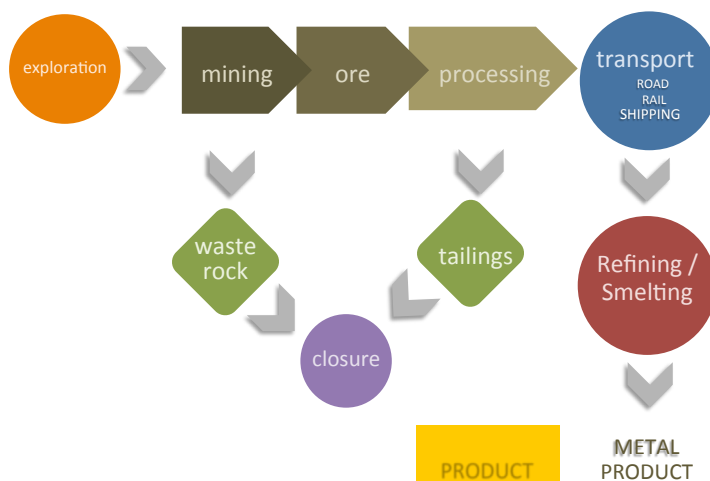 exploration
mining
ore
processing
transport
ROAD
RAIL
SHIPPING
waste
rock
tailings
Refining /
Smelting
closure
PRODUCT
METAL
PRODUCT